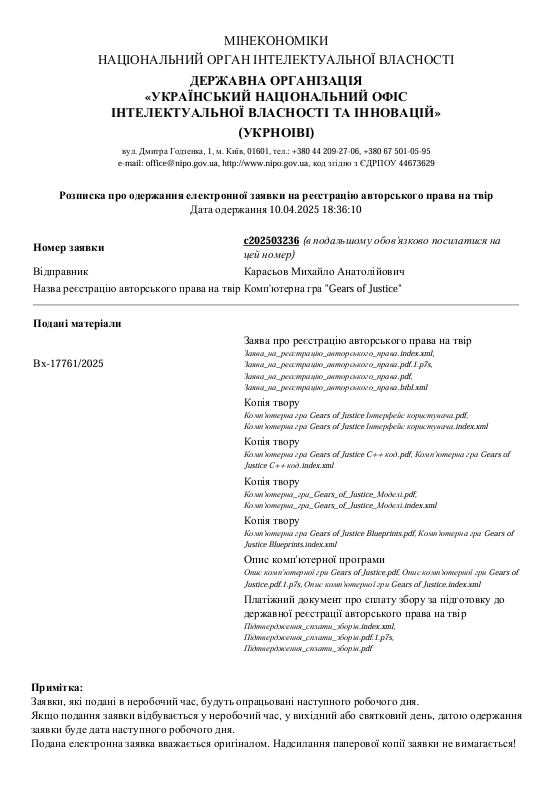 МІНЕКОНОМІКИ
НАЦІОНАЛЬНИЙ ОРГАН ІНТЕЛЕКТУАЛЬНОЇ ВЛАСНОСТІ
ДЕРЖАВНА ОРГАНІЗАЦІЯ
«УКРАЇНСЬКИЙ НАЦІОНАЛЬНИЙ ОФІС
ІНТЕЛЕКТУАЛЬНОЇ ВЛАСНОСТІ ТА ІННОВАЦІЙ»
(УКРНОІВІ)
вул. Дмитра Годзенка, 1, м. Київ, 01601, тел.: +380 44 209-27-06, +380 67 501-05-95
e-mail: office@nipo.gov.ua, http://www.nipo.gov.ua, код згідно з ЄДРПОУ 44673629
Розписка про одержання електронної заявки на реєстрацію авторського права на твір
Дата одержання 10.04.2025 18:36:10
Номер заявки
c202503236 (в подальшому обов'язково посилатися на
цей номер)
Відправник Карасьов Михайло Анатолійович
Назва реєстрацію авторського права на твір Комп'ютерна гра "Gears of Justice"
Подані матеріали
Вх-17761/2025
Заява про реєстрацію авторського права на твір
Заява_на_реєстрацію_авторського_права.index.xml,
Заява_на_реєстрацію_авторського_права.pdf.1.p7s,
Заява_на_реєстрацію_авторського_права.pdf,
Заява_на_реєстрацію_авторського_права.bibl.xml
Копія твору
Комп'ютерна гра Gears of Justice Інтерфейс користувача.pdf,
Комп'ютерна гра Gears of Justice Інтерфейс користувача.index.xml
Копія твору
Комп'ютерна гра Gears of Justice C++ код.pdf, Комп'ютерна гра Gears of
Justice C++ код.index.xml
Копія твору
Комп'ютерна_гра_Gears_of_Justice_Моделі.pdf,
Комп'ютерна_гра_Gears_of_Justice_Моделі.index.xml
Копія твору
Комп'ютерна гра Gears of Justice Blueprints.pdf, Комп'ютерна гра Gears of
Justice Blueprints.index.xml
Опис комп'ютерної програми
Опис комп'ютерної гри Gears of Justice.pdf, Опис комп'ютерної гри Gears of
Justice.pdf.1.p7s, Опис комп'ютерної гри Gears of Justice.index.xml
Платіжний документ про сплату збору за підготовку до
державної реєстрації авторського права на твір
Підтвердження_сплати_зборів.index.xml,
Підтвердження_сплати_зборів.pdf.1.p7s,
Підтвердження_сплати_зборів.pdf
Примітка:
Заявки, які подані в неробочий час, будуть опрацьовані наступного робочого дня.
Якщо подання заявки відбувається у неробочий час, у вихідний або святковий день, датою одержання
заявки буде дата наступного робочого дня.
Подана електронна заявка вважається оригіналом. Надсилання паперової копії заявки не вимагається!